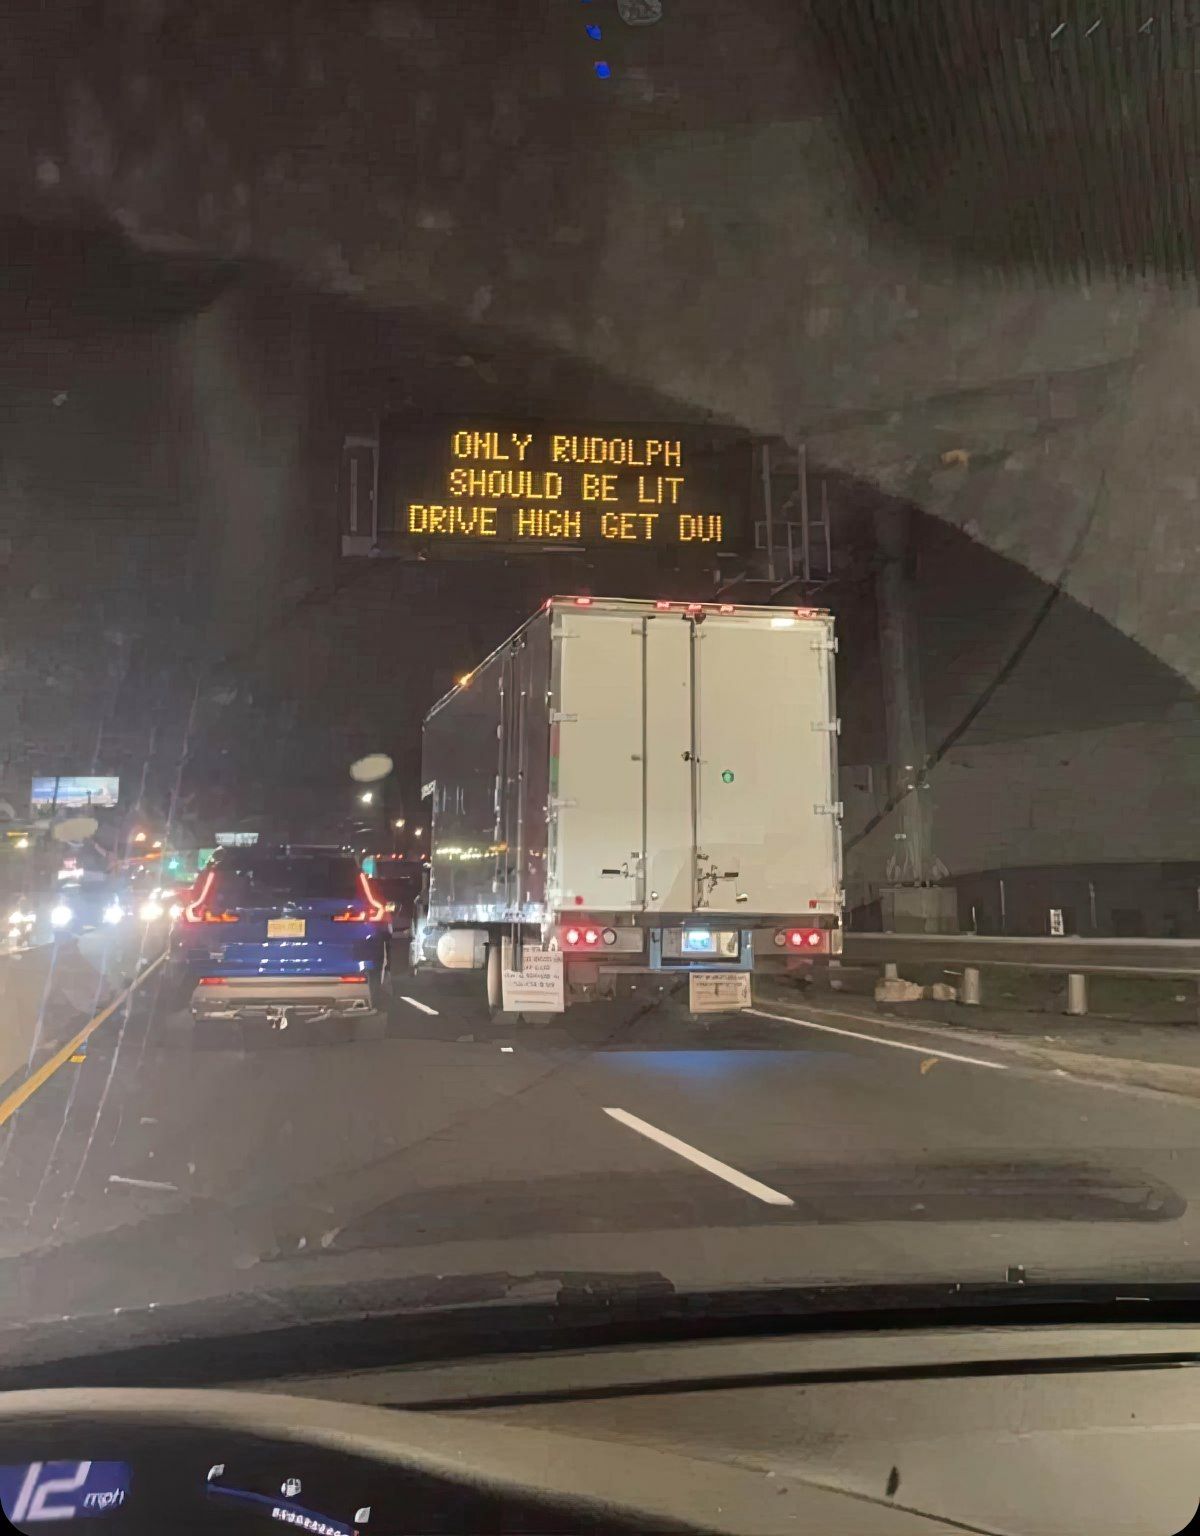 ONLY RUDOLPH
SHOULD BE LIT
DRIVE HIGH GET DUI
12 mph